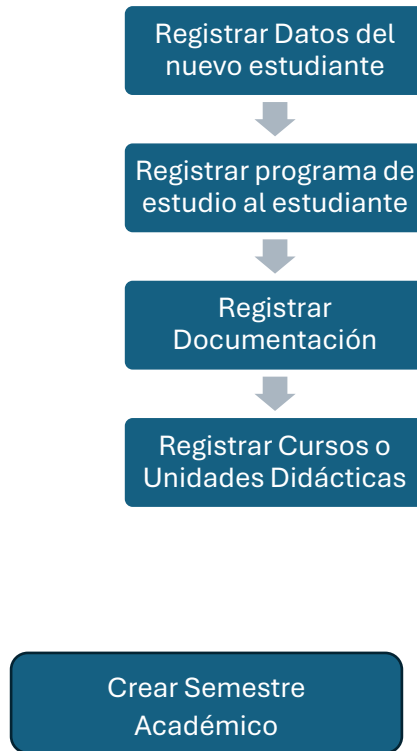 Registrar Datos del
nuevo estudiante
Registrar programa de
estudio al estudiante
Registrar
Documentación
Registrar Cursos o
Unidades Didácticas
Crear Semestre
Académico